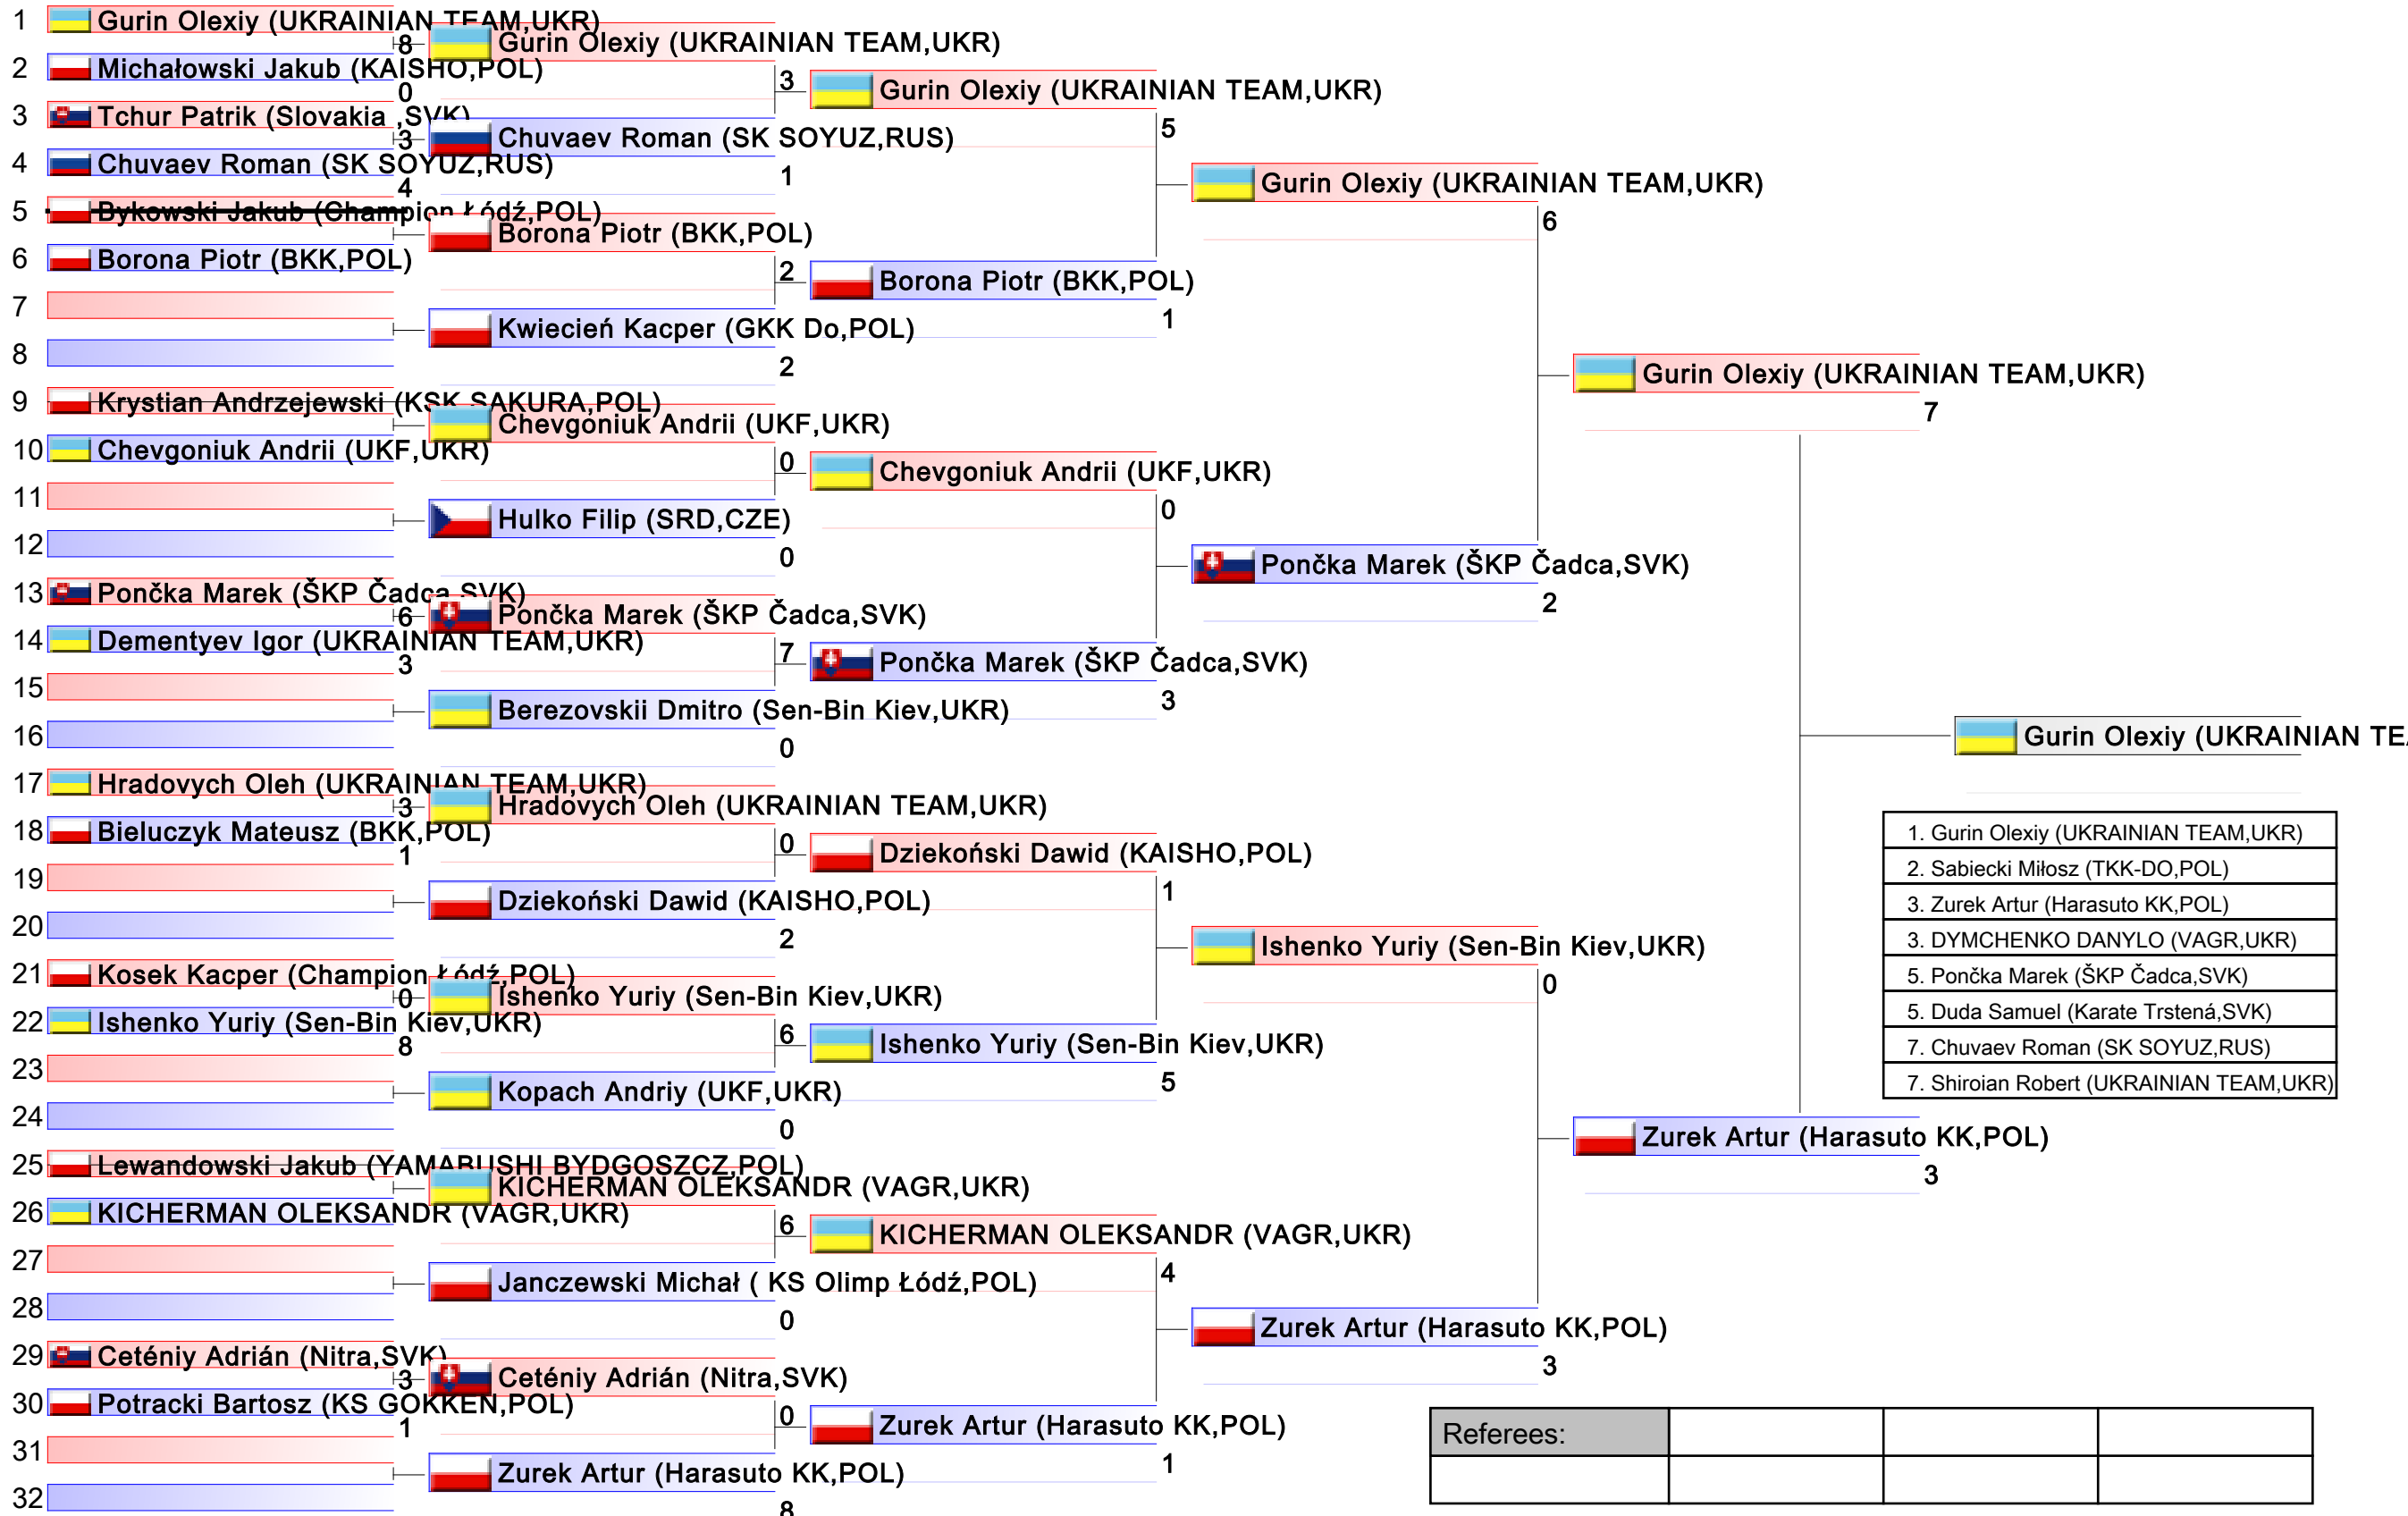 1 Gurin Olexiy (UKRAINIAN TEAM,UKR)
8
2 Michałowski Jakub (KAISHO,POL)
0
3 Tchur Patrik (Slovakia ,SVK)
3
4 Chuvaev Roman (SK SOYUZ,RUS)
4
5 Bykowski Jakub (Champion Łódź,POL)
6 Borona Piotr (BKK,POL)
7
8
9 Krystian Andrzejewski (KSK SAKURA,POL)
10 Chevgoniuk Andrii (UKF,UKR)
11
12
13 Pončka Marek (ŠKP Čadca,SVK)
6
14 Dementyev Igor (UKRAINIAN TEAM,UKR)
3
15
16
17 Hradovych Oleh (UKRAINIAN TEAM,UKR)
3
18 Bieluczyk Mateusz (BKK,POL)
1
19
20
21 Kosek Kacper (Champion Łódź,POL)
0
22 Ishenko Yuriy (Sen-Bin Kiev,UKR)
8
23
24
25 Lewandowski Jakub (YAMABUSHI BYDGOSZCZ,POL)
26 KICHERMAN OLEKSANDR (VAGR,UKR)
27
28
29 Ceténiy Adrián (Nitra,SVK)
3
30 Potracki Bartosz (KS GOKKEN,POL)
1
31
32
Gurin Olexiy (UKRAINIAN TEAM,UKR)
3
Chuvaev Roman (SK SOYUZ,RUS)
1
Borona Piotr (BKK,POL)
2
Kwiecień Kacper (GKK Do,POL)
2
Chevgoniuk Andrii (UKF,UKR)
0
Hulko Filip (SRD,CZE)
0
Pončka Marek (ŠKP Čadca,SVK)
7
Berezovskii Dmitro (Sen-Bin Kiev,UKR)
0
Hradovych Oleh (UKRAINIAN TEAM,UKR)
0
Dziekoński Dawid (KAISHO,POL)
2
Ishenko Yuriy (Sen-Bin Kiev,UKR)
6
Kopach Andriy (UKF,UKR)
0
KICHERMAN OLEKSANDR (VAGR,UKR)
6
Janczewski Michał ( KS Olimp Łódź,POL)
0
Ceténiy Adrián (Nitra,SVK)
0
Zurek Artur (Harasuto KK,POL)
8
Gurin Olexiy (UKRAINIAN TEAM,UKR)
5
Borona Piotr (BKK,POL)
1
Chevgoniuk Andrii (UKF,UKR)
0
Pončka Marek (ŠKP Čadca,SVK)
3
Dziekoński Dawid (KAISHO,POL)
1
Ishenko Yuriy (Sen-Bin Kiev,UKR)
5
KICHERMAN OLEKSANDR (VAGR,UKR)
4
Zurek Artur (Harasuto KK,POL)
1
Gurin Olexiy (UKRAINIAN TEAM,UKR)
6
Pončka Marek (ŠKP Čadca,SVK)
2
Ishenko Yuriy (Sen-Bin Kiev,UKR)
0
Zurek Artur (Harasuto KK,POL)
3
Gurin Olexiy (UKRAINIAN TEAM,UKR)
7
Zurek Artur (Harasuto KK,POL)
3
Gurin Olexiy (UKRAINIAN TE
1. Gurin Olexiy (UKRAINIAN TEAM,UKR)
2. Sabiecki Miłosz (TKK-DO,POL)
3. Zurek Artur (Harasuto KK,POL)
3. DYMCHENKO DANYLO (VAGR,UKR)
5. Pončka Marek (ŠKP Čadca,SVK)
5. Duda Samuel (Karate Trstená,SVK)
7. Chuvaev Roman (SK SOYUZ,RUS)
7. Shiroian Robert (UKRAINIAN TEAM,UKR)
Referees: